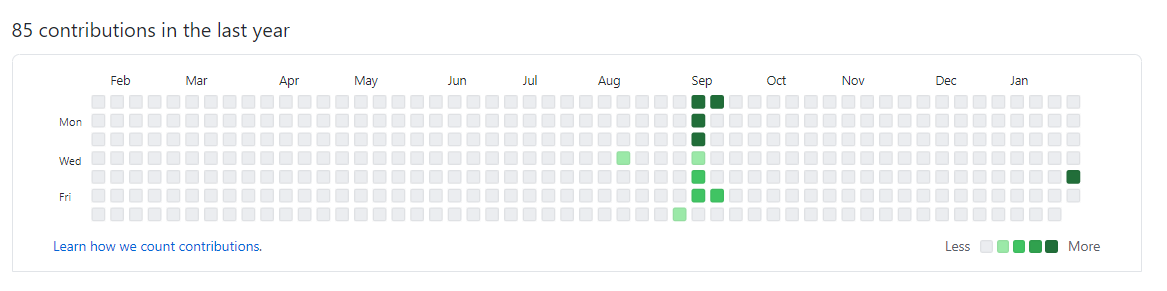 85 contributions in the last year
Feb Mar Apr May Jun Jul Aug Sep Oct Nov Dec Jan
Mon
Wed
Fri
Learn how we count contributions. Less More